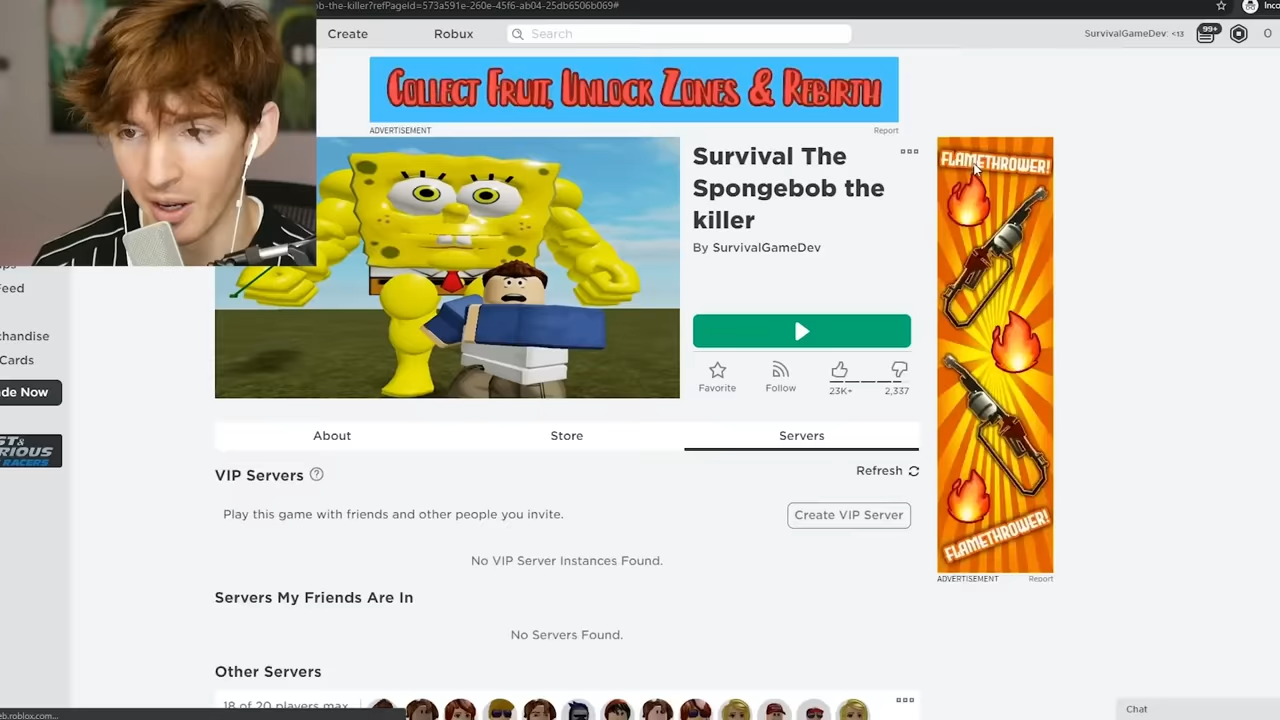 ob-the-killer?refPageId=573a591e-260e-45f6-ab04-25db6506b069#
Create
Robux
Search
SurvivalGameDev: <13
99+
0
COLLECT FRUIT, UNLOCK ZONES & REBIRTH
ADVERTISEMENT
Report
Survival The
Spongebob the
killer
By SurvivalGameDev
FLAMETHROWER!
Favorite
Follow
23K+
2,337
About
Store
Servers
VIP Servers
Refresh
Play this game with friends and other people you invite.
Create VIP Server
No VIP Server Instances Found.
FLAMETHROWER!
ADVERTISEMENT
Report
Servers My Friends Are In
No Servers Found.
Other Servers
18 of 20 players max
Feed
Cards
Now
Chat